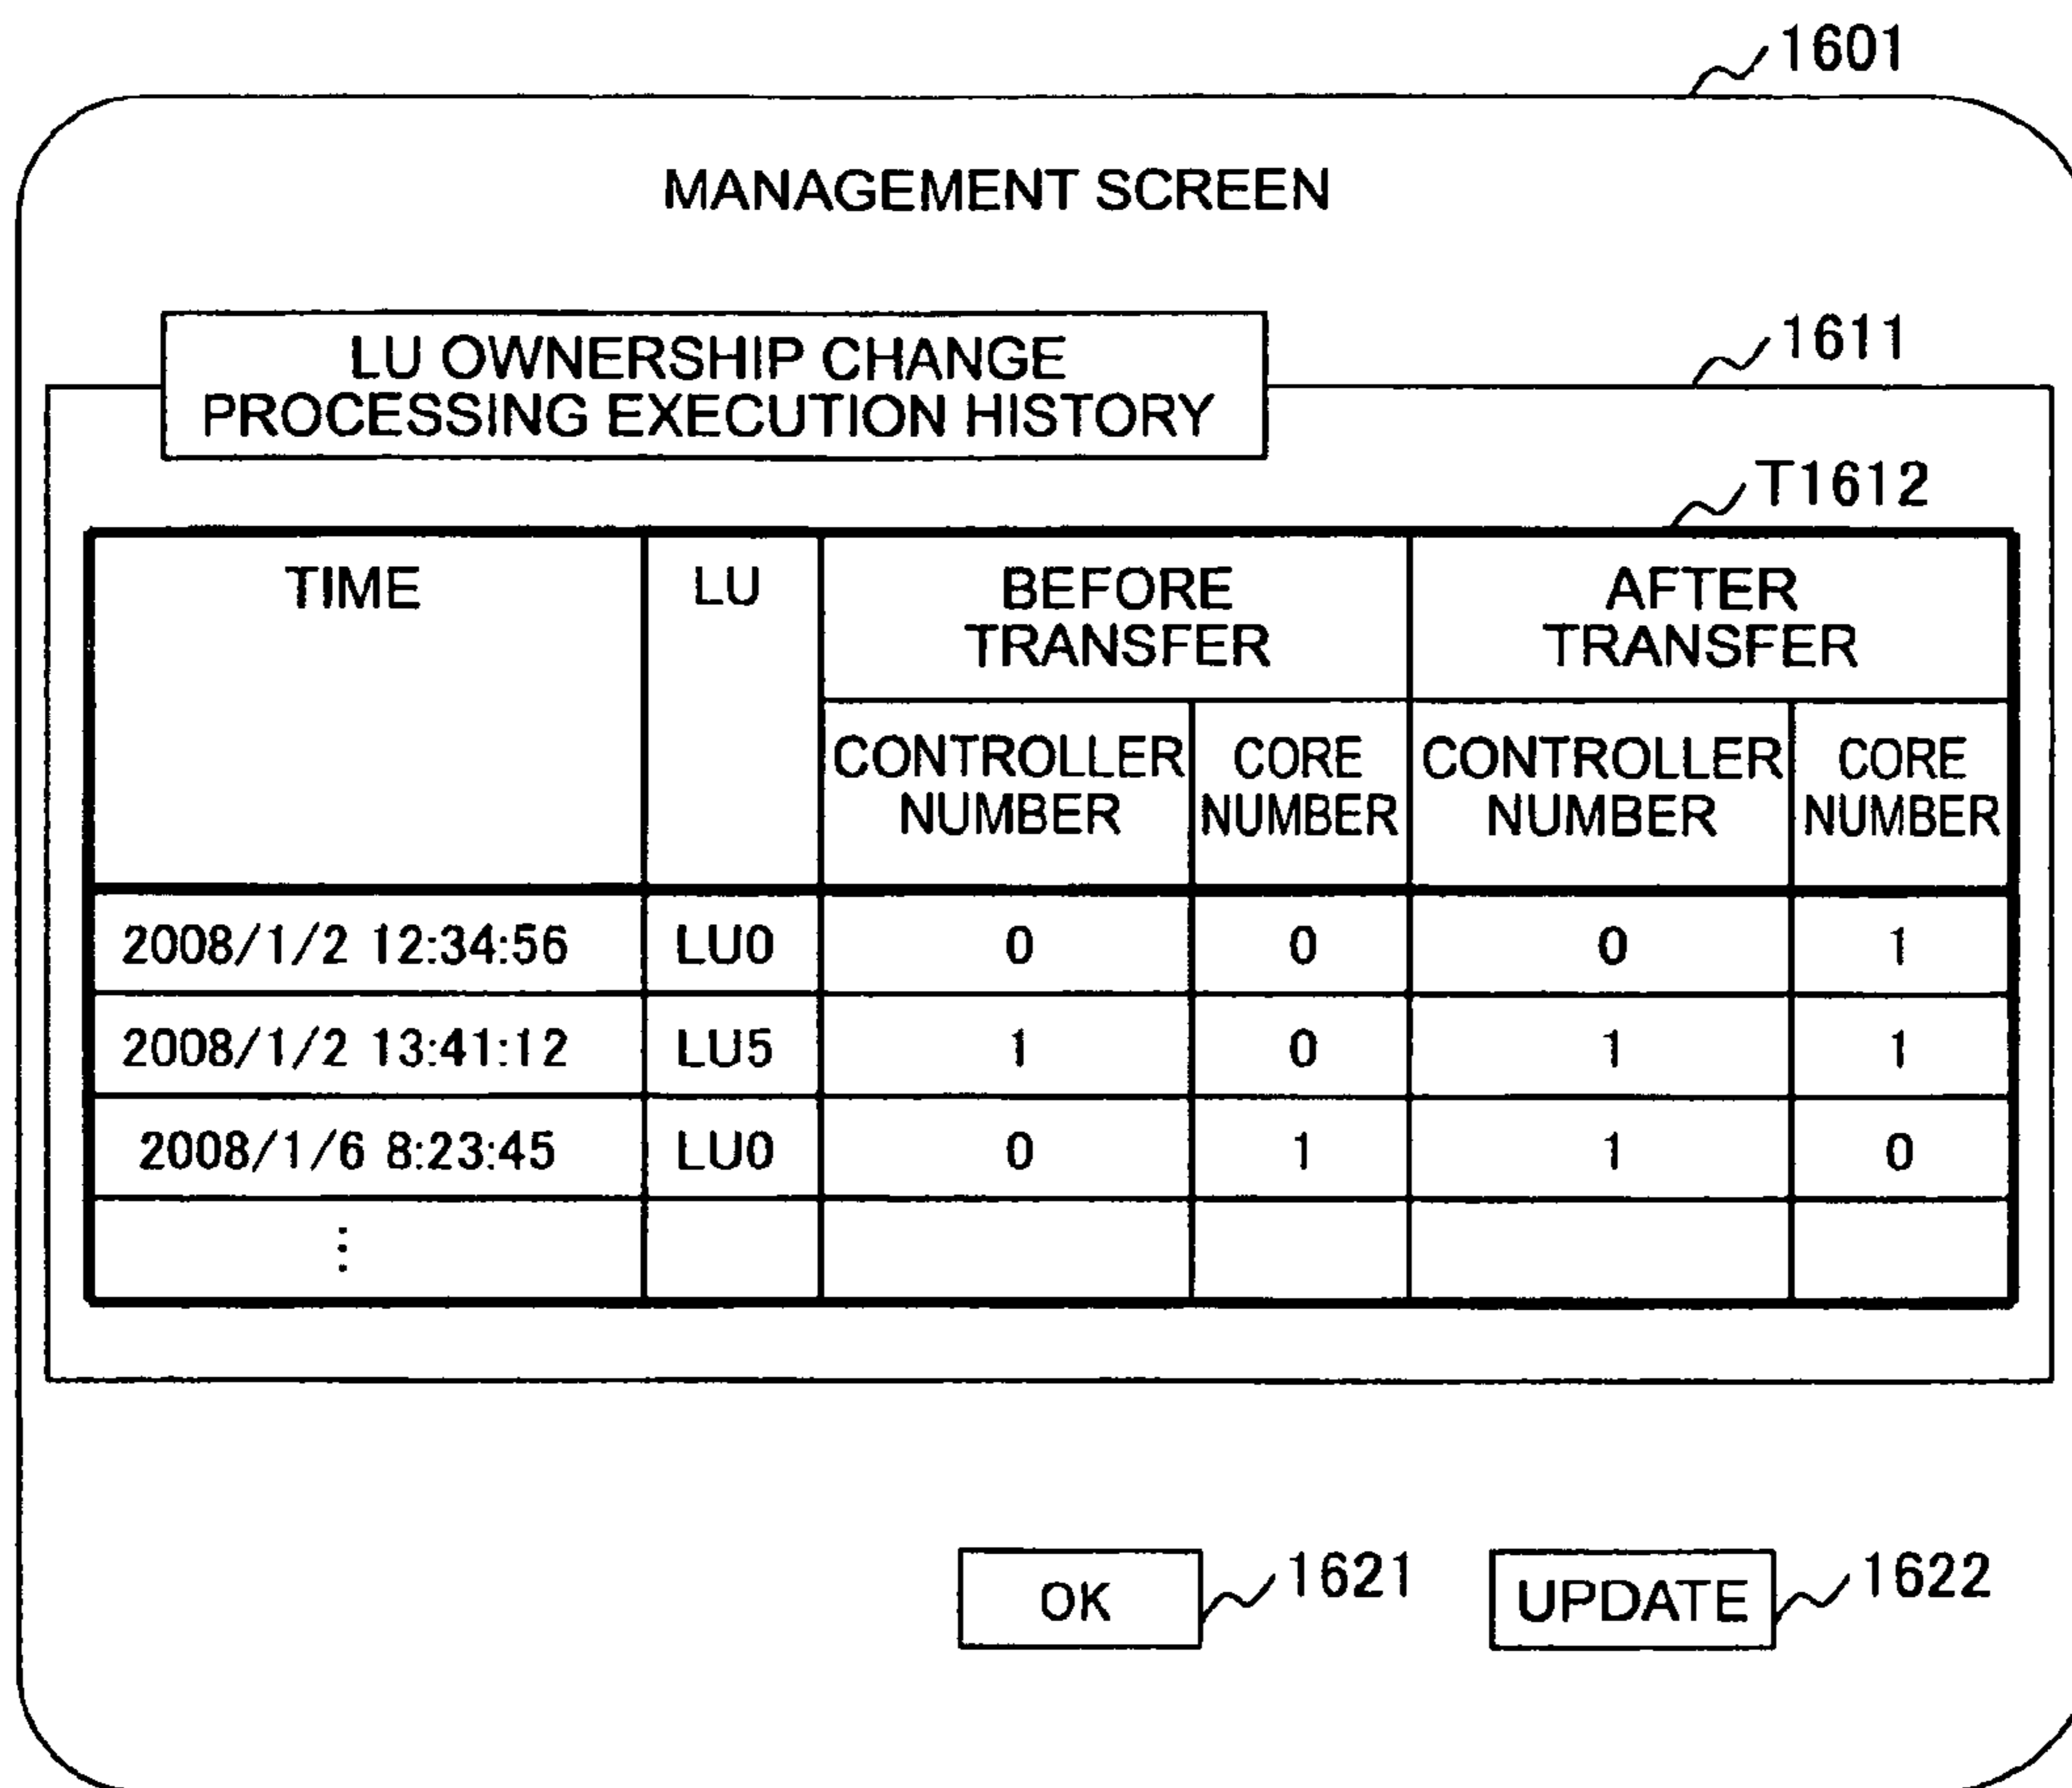 1601
MANAGEMENT SCREEN
LU OWNERSHIP CHANGE
PROCESSING EXECUTION HISTORY
1611
T1612
TIME LU BEFORE TRANSFER AFTER TRANSFER
CONTROLLER NUMBER CORE NUMBER CONTROLLER NUMBER CORE NUMBER
2008/1/2 12:34:56 LU0 0 0 0 1
2008/1/2 13:41:12 LU5 1 0 1 1
2008/1/6 8:23:45 LU0 0 1 1 0
⋮
OK 1621 UPDATE 1622